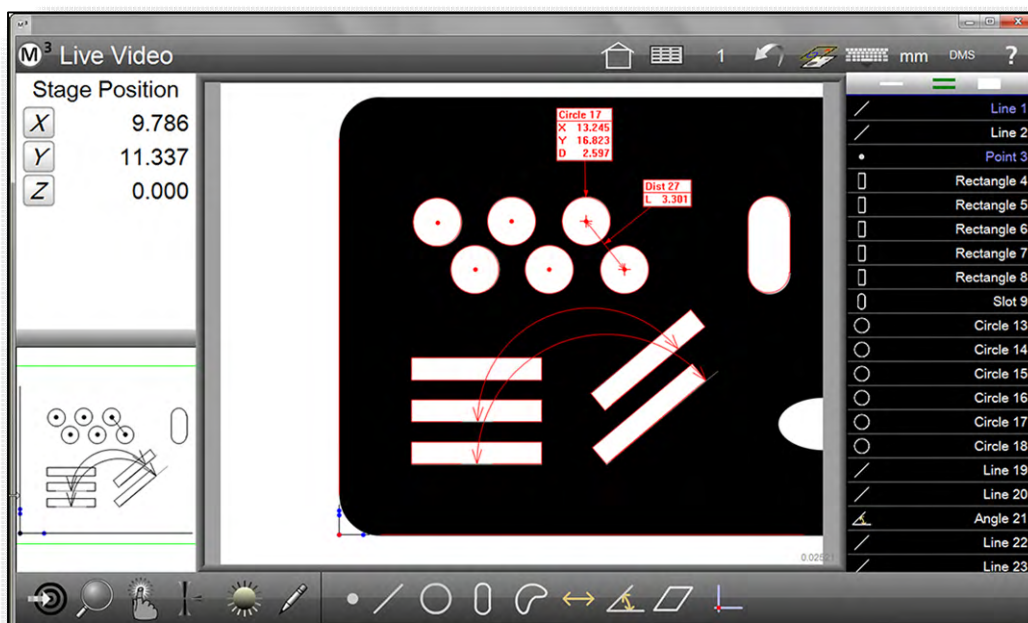 M³ Live Video
1
mm
DMS
?
Stage Position
X 9.786
Y 11.337
Z 0.000
Circle 17
X 13.245
Y 16.823
D 2.597
Dist 27
L 3.301
Line 1
Line 2
Point 3
Rectangle 4
Rectangle 5
Rectangle 6
Rectangle 7
Rectangle 8
Slot 9
Circle 13
Circle 14
Circle 15
Circle 16
Circle 17
Circle 18
Line 19
Line 20
Angle 21
Line 22
Line 23